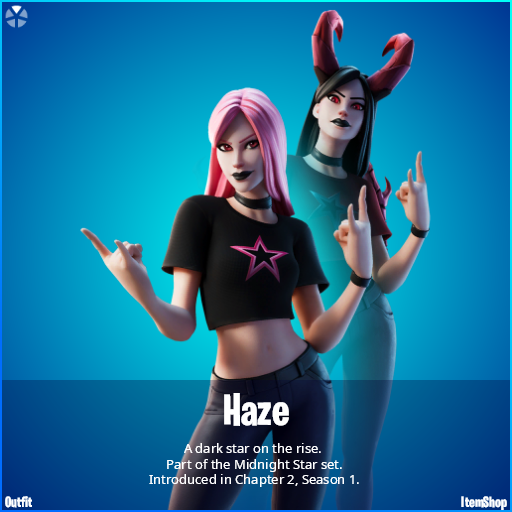 Haze
A dark star on the rise.
Part of the Midnight Star set.
Introduced in Chapter 2, Season 1.
Outfit
ItemShop